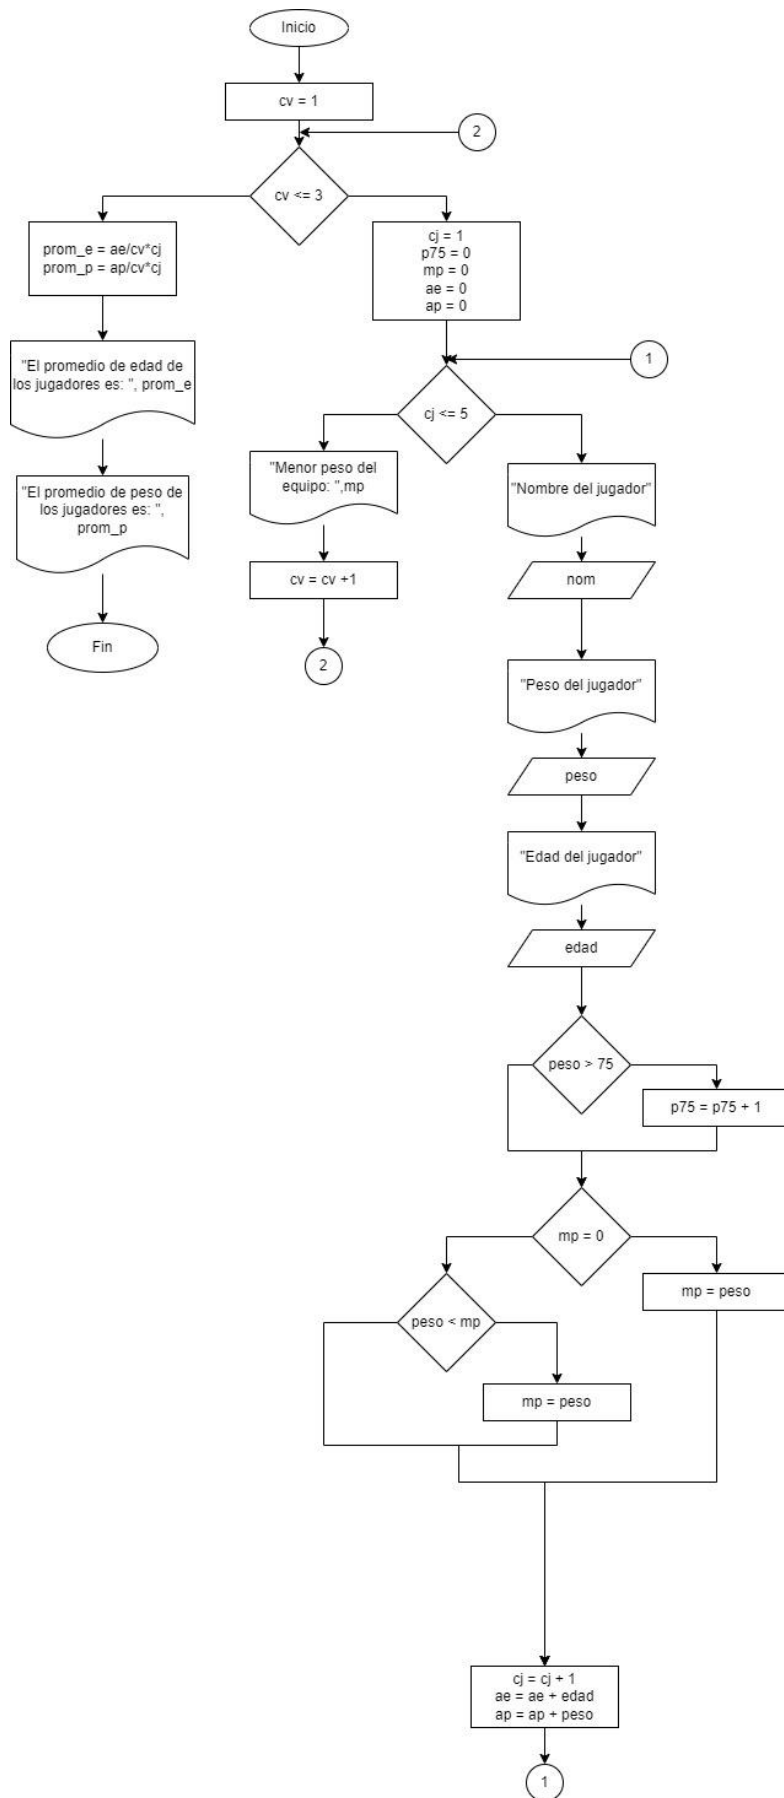 Inicio
cv = 1
2
cv <= 3
prom_e = ae/cv*cj
prom_p = ap/cv*cj
"El promedio de edad de
los jugadores es: ", prom_e
"El promedio de peso de
los jugadores es: ",
prom_p
Fin
cj = 1
p75 = 0
mp = 0
ae = 0
ap = 0
1
cj <= 5
"Menor peso del
equipo: ",mp
cv = cv +1
2
"Nombre del jugador"
nom
"Peso del jugador"
peso
"Edad del jugador"
edad
peso > 75
p75 = p75 + 1
mp = 0
mp = peso
peso < mp
mp = peso
cj = cj + 1
ae = ae + edad
ap = ap + peso
1